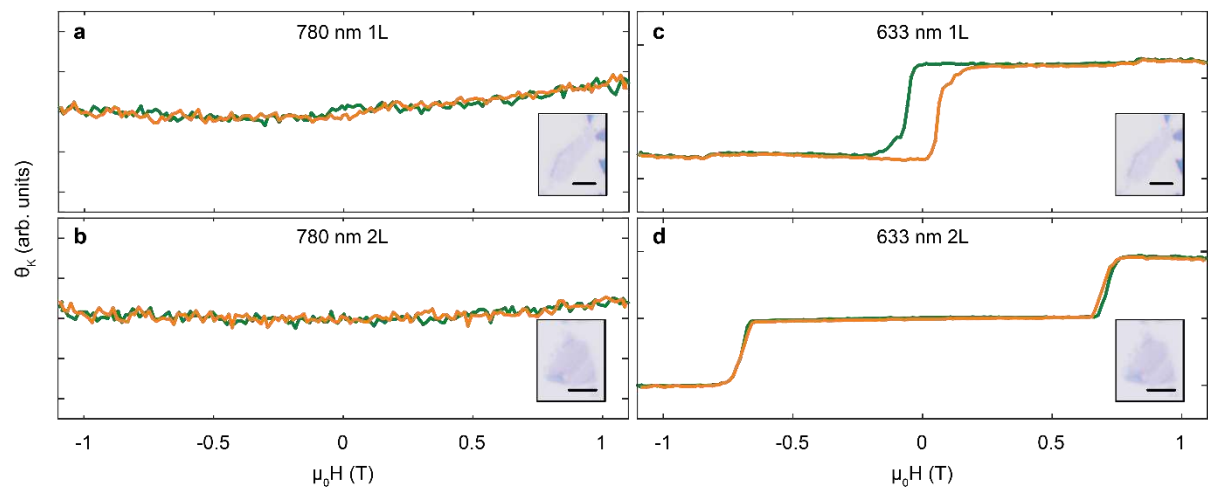 a 780 nm 1L
c 633 nm 1L
b 780 nm 2L
d 633 nm 2L
θK (arb. units)
-1 -0.5 0 0.5 1
-1 -0.5 0 0.5 1
μ0H (T)
μ0H (T)